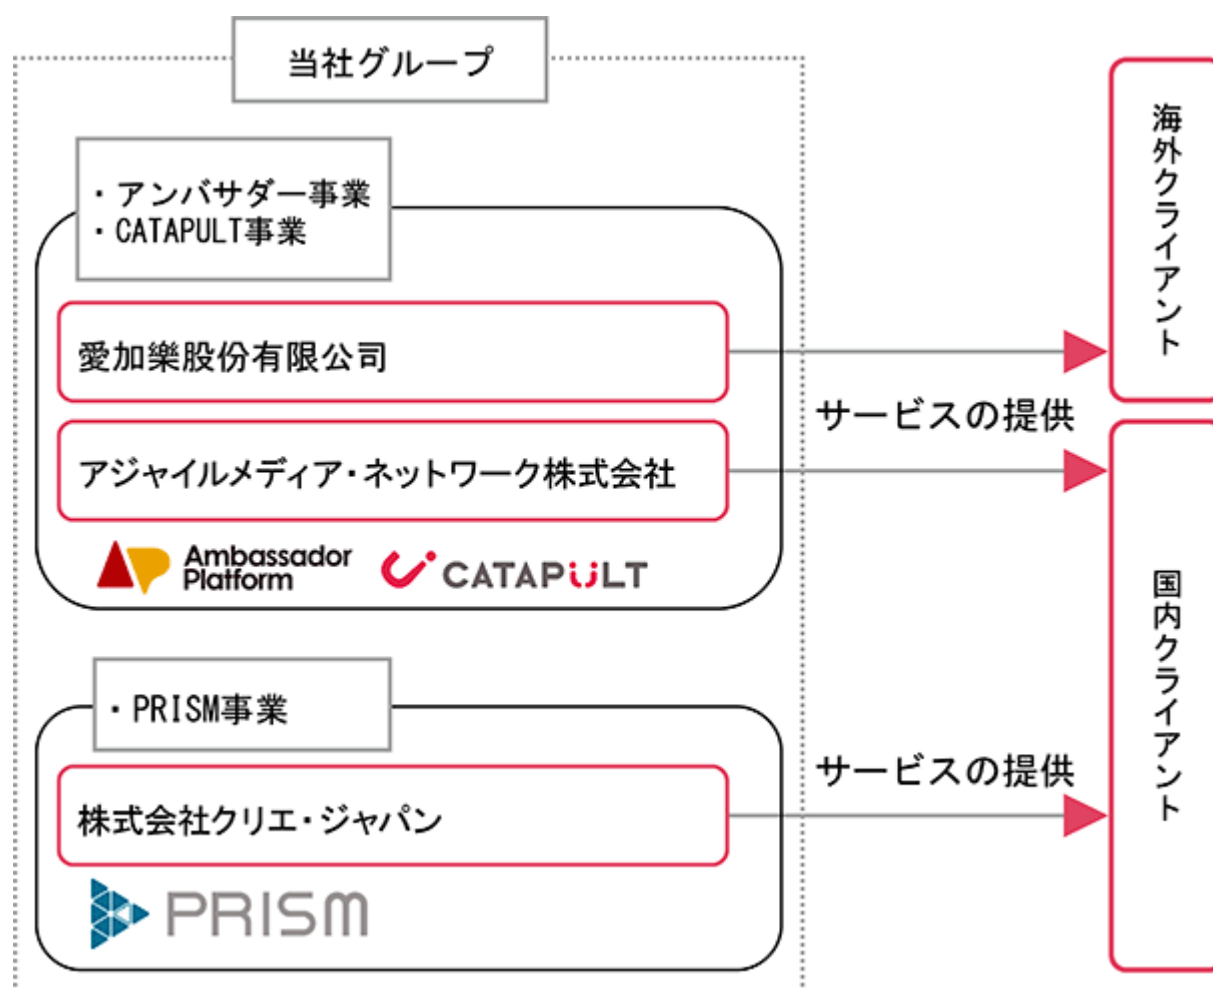 当社グループ
・アンバサダー事業
・CATAPULT事業
愛加樂股份有限公司
アジャイルメディア・ネットワーク株式会社
Ambassador
Platform
CATAPULT
サービスの提供
海外クライアント
・PRISM事業
株式会社クリエ・ジャパン
PRISM
サービスの提供
国内クライアント